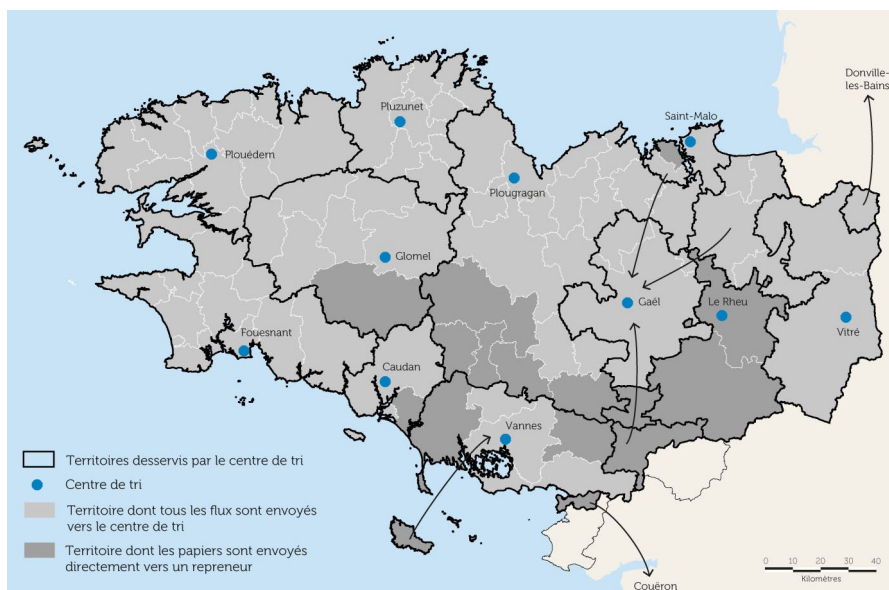 Donville-
les-Bains
Pluzunet
Saint-Malo
Plouédern
Plougragan
Glomel
Gaël
Le Rheu
Vitré
Fouesnant
Caudan
Vannes
Territoires desservis par le centre de tri
Centre de tri
Territoire dont tous les flux sont envoyés
vers le centre de tri
Territoire dont les papiers sont envoyés
directement vers un repreneur
Couëron
0 10 20 30 40
Kilomètres